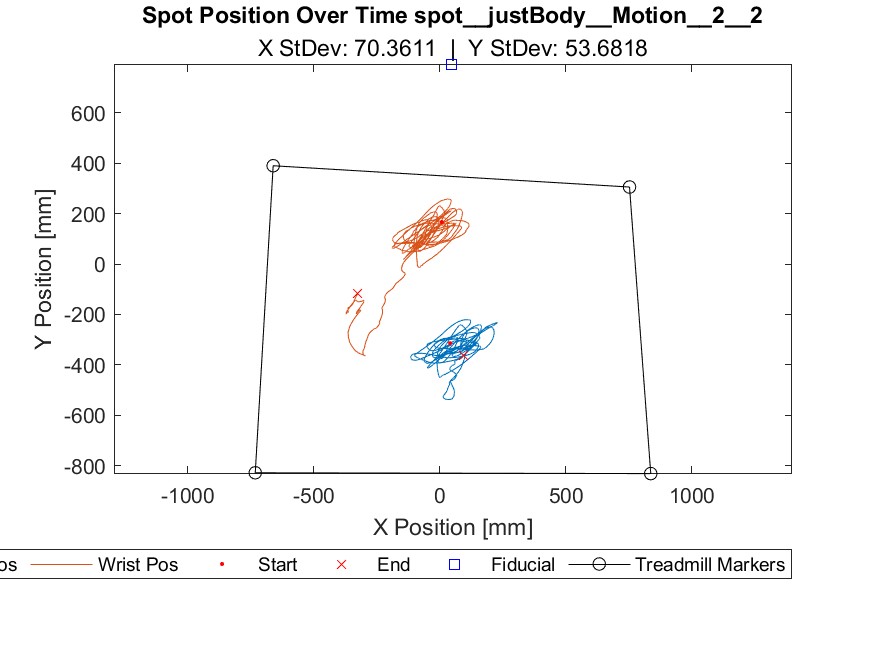 Spot Position Over Time spot__justBody__Motion__2__2
X StDev: 70.3611 | Y StDev: 53.6818
600
400
200
0
-200
-400
-600
-800
Y Position [mm]
-1000 -500 0 500 1000
X Position [mm]
os Wrist Pos Start End Fiducial Treadmill Markers